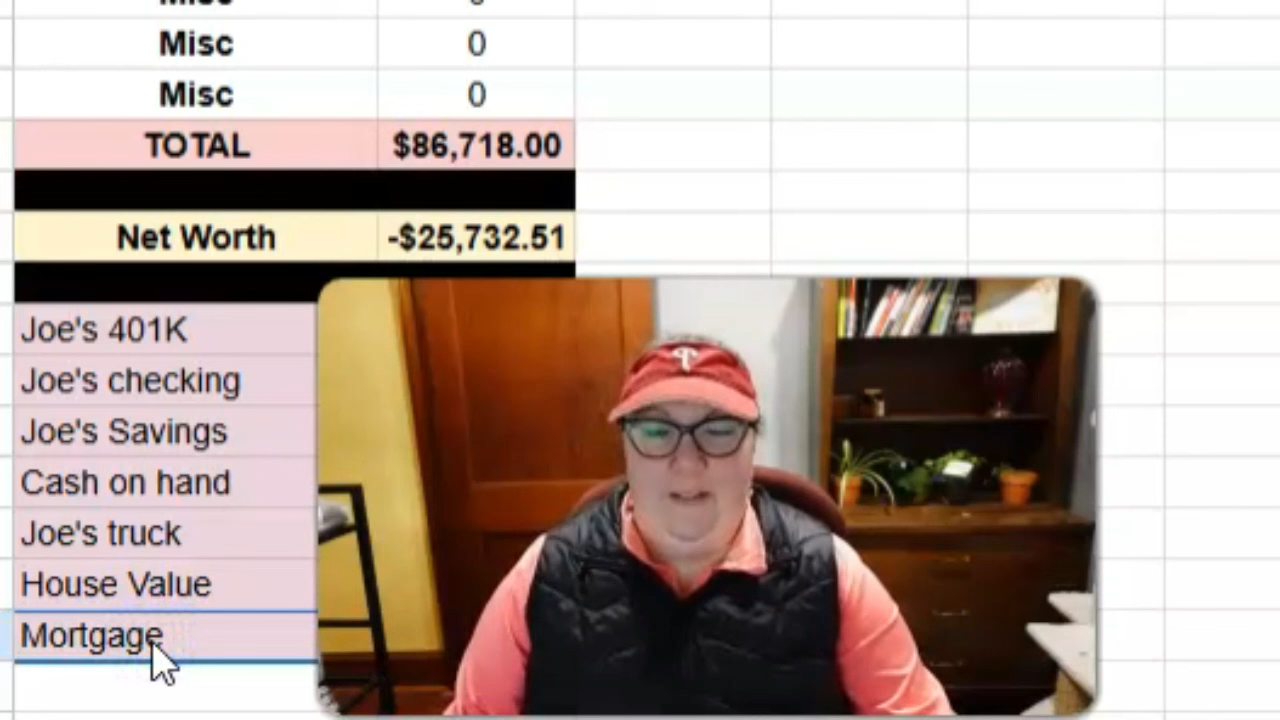 Misc 0
Misc 0
TOTAL $86,718.00
Net Worth -$25,732.51
Joe's 401K
Joe's checking
Joe's Savings
Cash on hand
Joe's truck
House Value
Mortgage